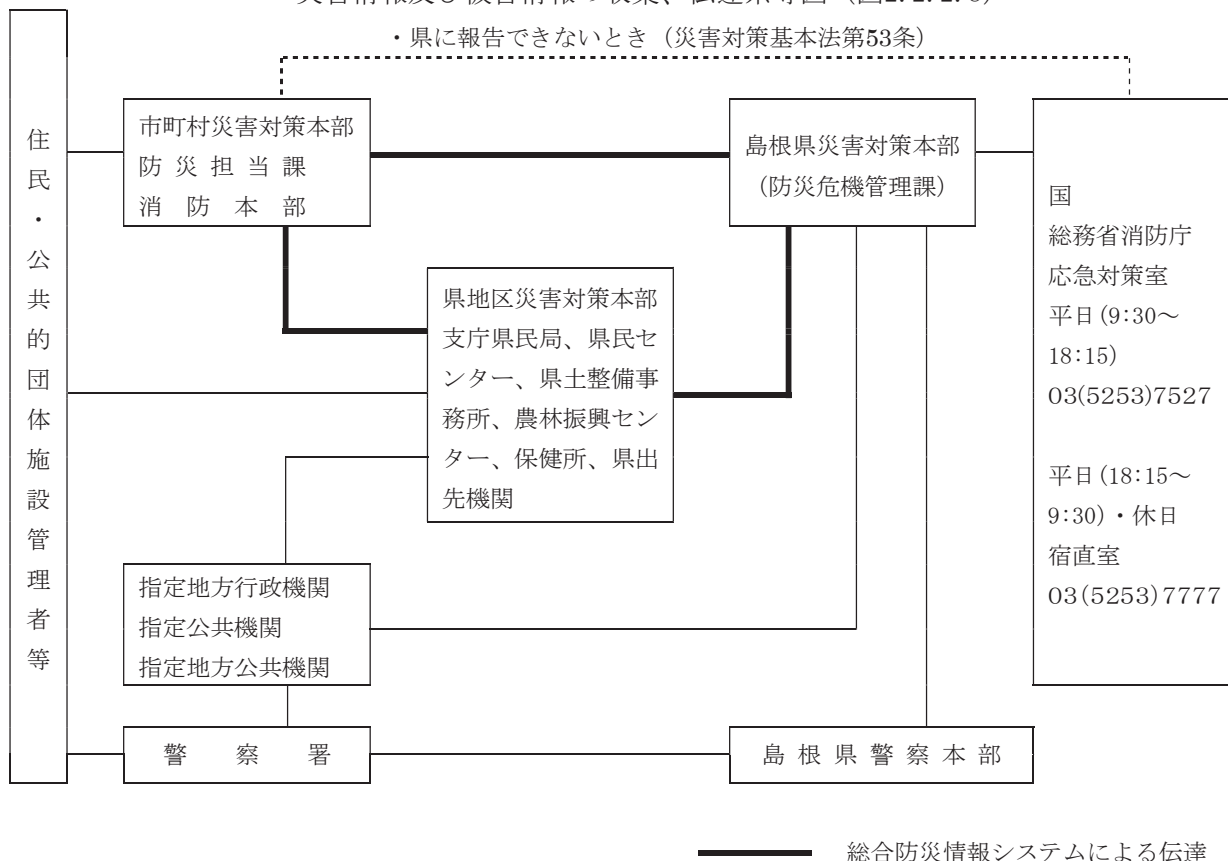 ・県に報告できないとき（災害対策基本法第53条）
住民・公共的団体施設管理者等
市町村災害対策本部
防災担当課
消防本部
島根県災害対策本部
（防災危機管理課）
国
総務省消防庁
応急対策室
平日(9:30～
18:15)
03(5253)7527
平日(18:15～
9:30)・休日
宿直室
03(5253)7777
県地区災害対策本部
支庁県民局、県民セ
ンター、県土整備事
務所、農林振興セン
ター、保健所、県出
先機関
指定地方行政機関
指定公共機関
指定地方公共機関
警察署
島根県警察本部
総合防災情報システムによる伝達